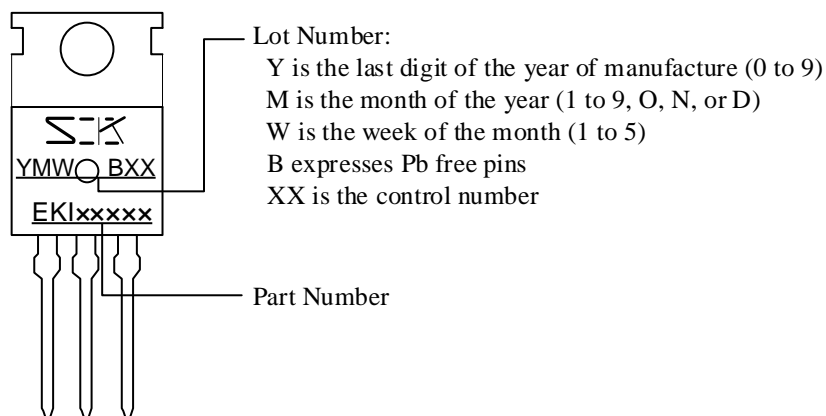 Lot Number:
Y is the last digit of the year of manufacture (0 to 9)
M is the month of the year (1 to 9, O, N, or D)
W is the week of the month (1 to 5)
B expresses Pb free pins
XX is the control number
SK
YMW BXX
EKIxxxxx
Part Number